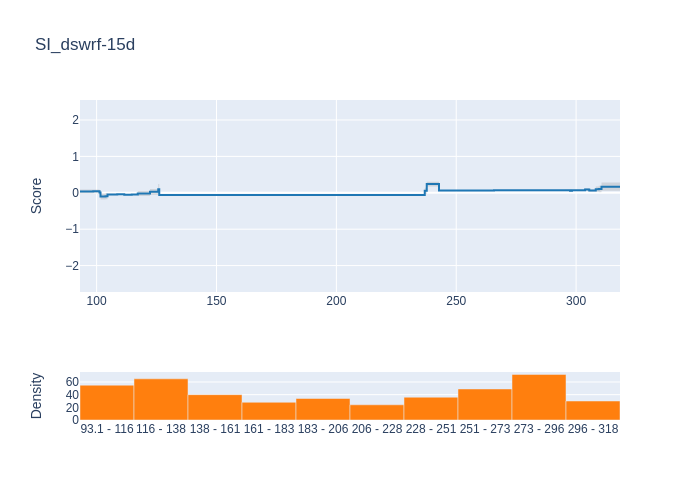 SI_dswrf-15d
Score
2
1
0
−1
−2
100
150
200
250
300
Density
60
40
20
0
93.1 - 116
116 - 138
138 - 161
161 - 183
183 - 206
206 - 228
228 - 251
251 - 273
273 - 296
296 - 318